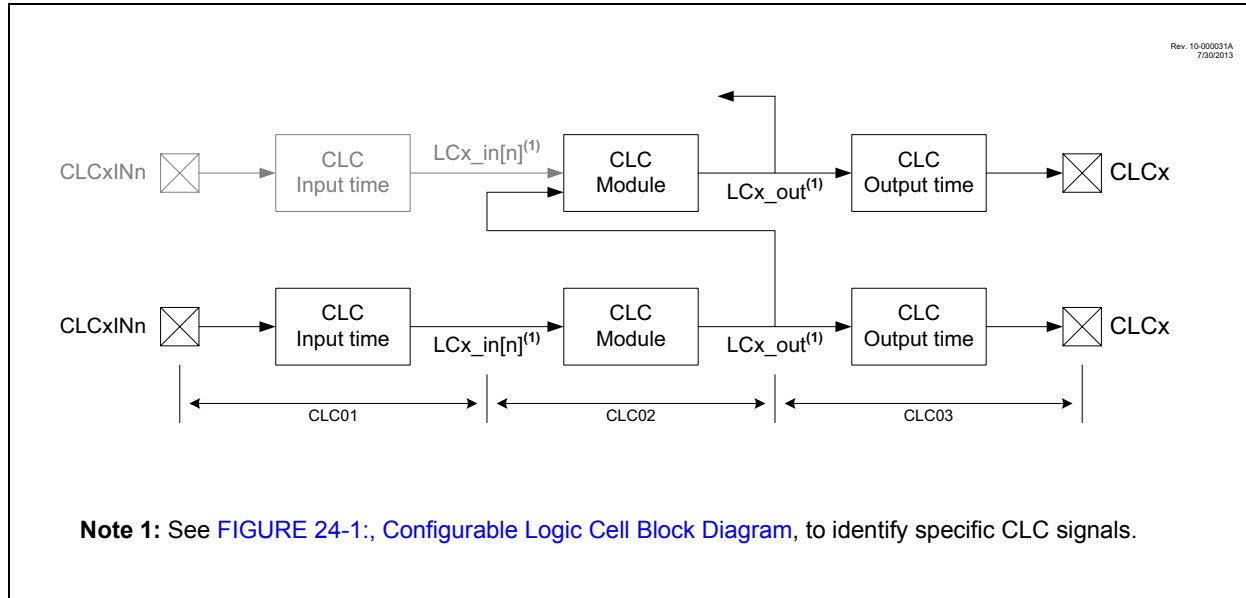 Rev. 10-000031A
7/30/2013
CLCxINn
CLC
Input time
LCx_in[n](1)
CLC
Module
LCx_out(1)
CLC
Output time
CLCx
CLCxINn
CLC
Input time
LCx_in[n](1)
CLC
Module
LCx_out(1)
CLC
Output time
CLCx
CLC01
CLC02
CLC03
Note 1: See FIGURE 24-1:, Configurable Logic Cell Block Diagram, to identify specific CLC signals.